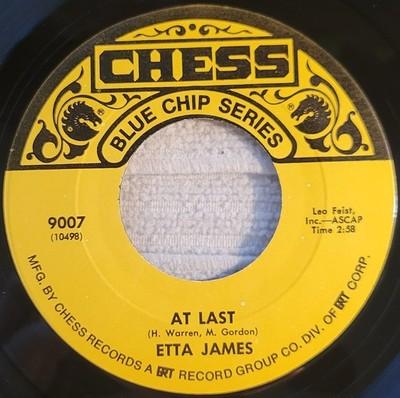 CHESS
BLUE CHIP SERIES
9007
(10498)
Leo Feist,
Inc.—ASCAP
Time 2:58
AT LAST
(H. Warren, M. Gordon)
ETTA JAMES
MFG. BY CHESS RECORDS A GRT RECORD GROUP CO. DIV. OF GRT CORP.